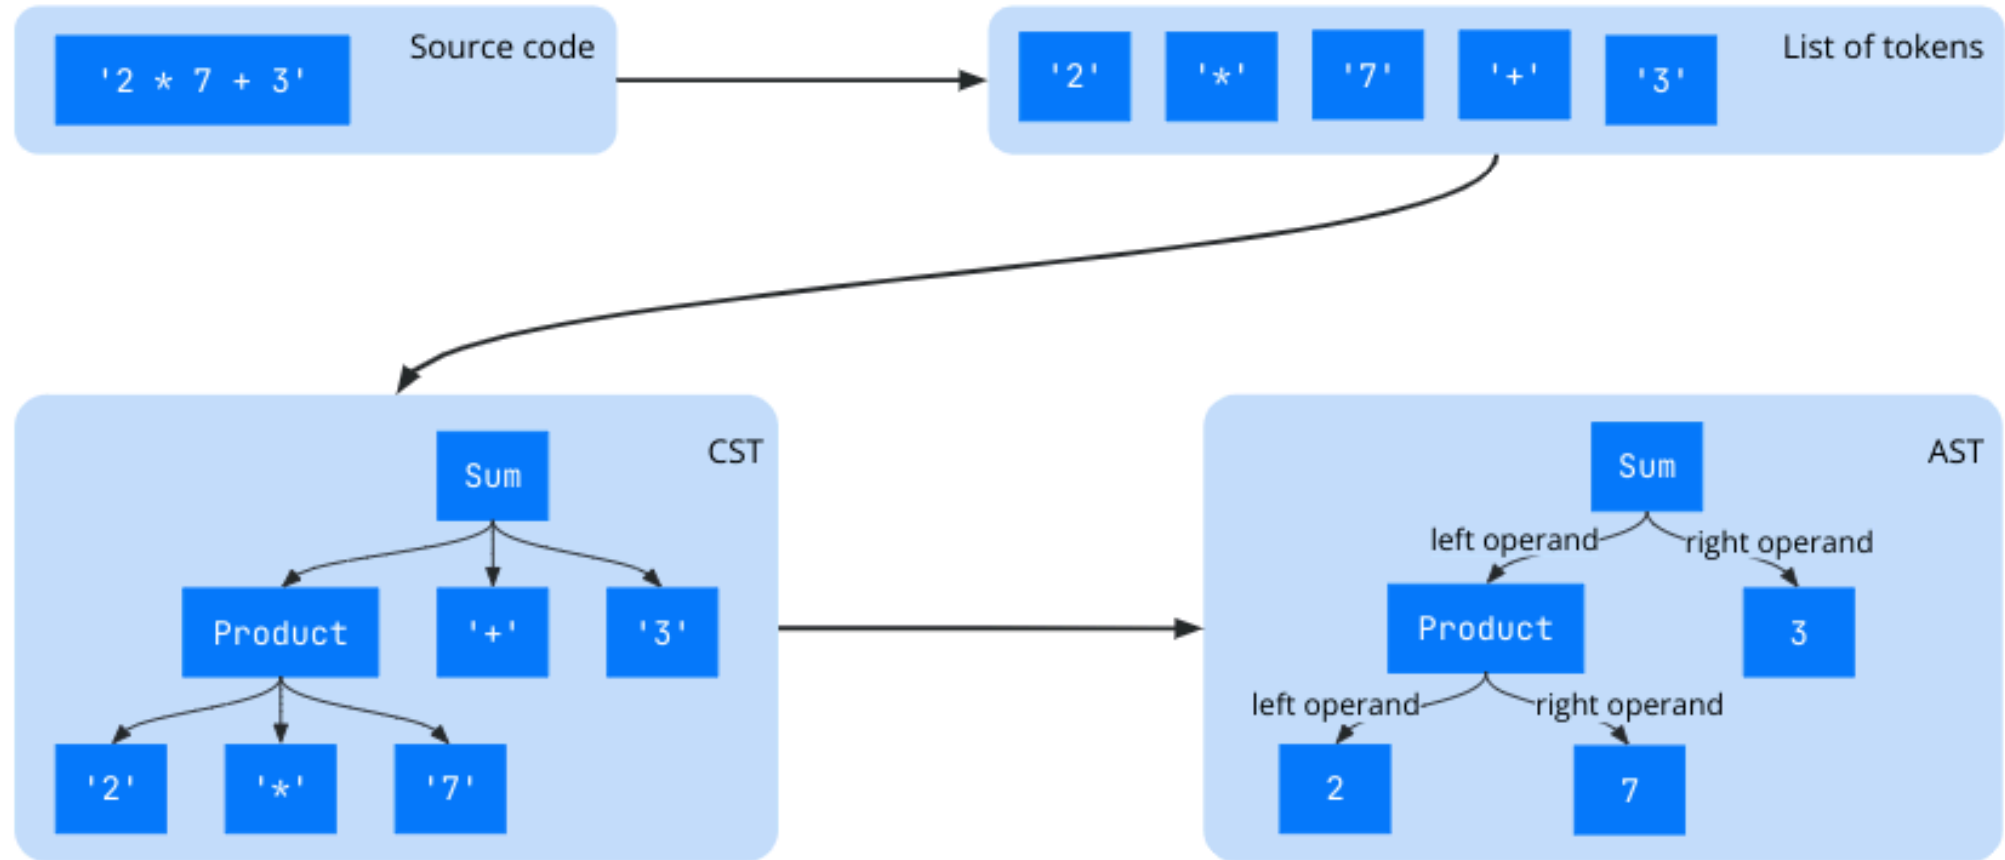 Source code
'2 * 7 + 3'
List of tokens
'2' '*' '7' '+' '3'
CST
Sum
Product '+' '3'
'2' '*' '7'
AST
Sum
left operand right operand
Product 3
left operand right operand
2 7